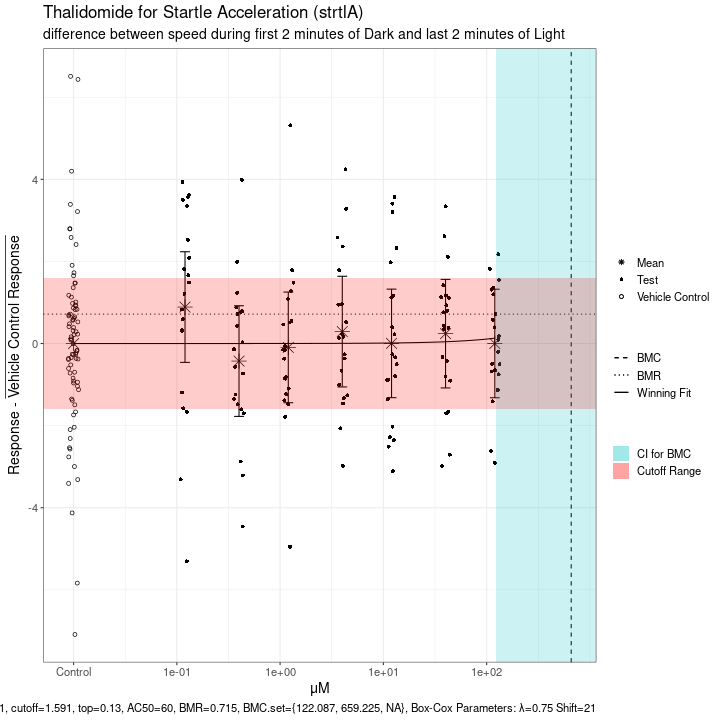 Thalidomide for Startle Acceleration (strtlA)
difference between speed during first 2 minutes of Dark and last 2 minutes of Light
Response - Vehicle Control Response
4
0
-4
Control
1e-01
1e+00
1e+01
1e+02
µM
Mean
Test
Vehicle Control
BMC
BMR
Winning Fit
CI for BMC
Cutoff Range
1, cutoff=1.591, top=0.13, AC50=60, BMR=0.715, BMC.set={122.087, 659.225, NA}, Box-Cox Parameters: λ=0.75 Shift=21